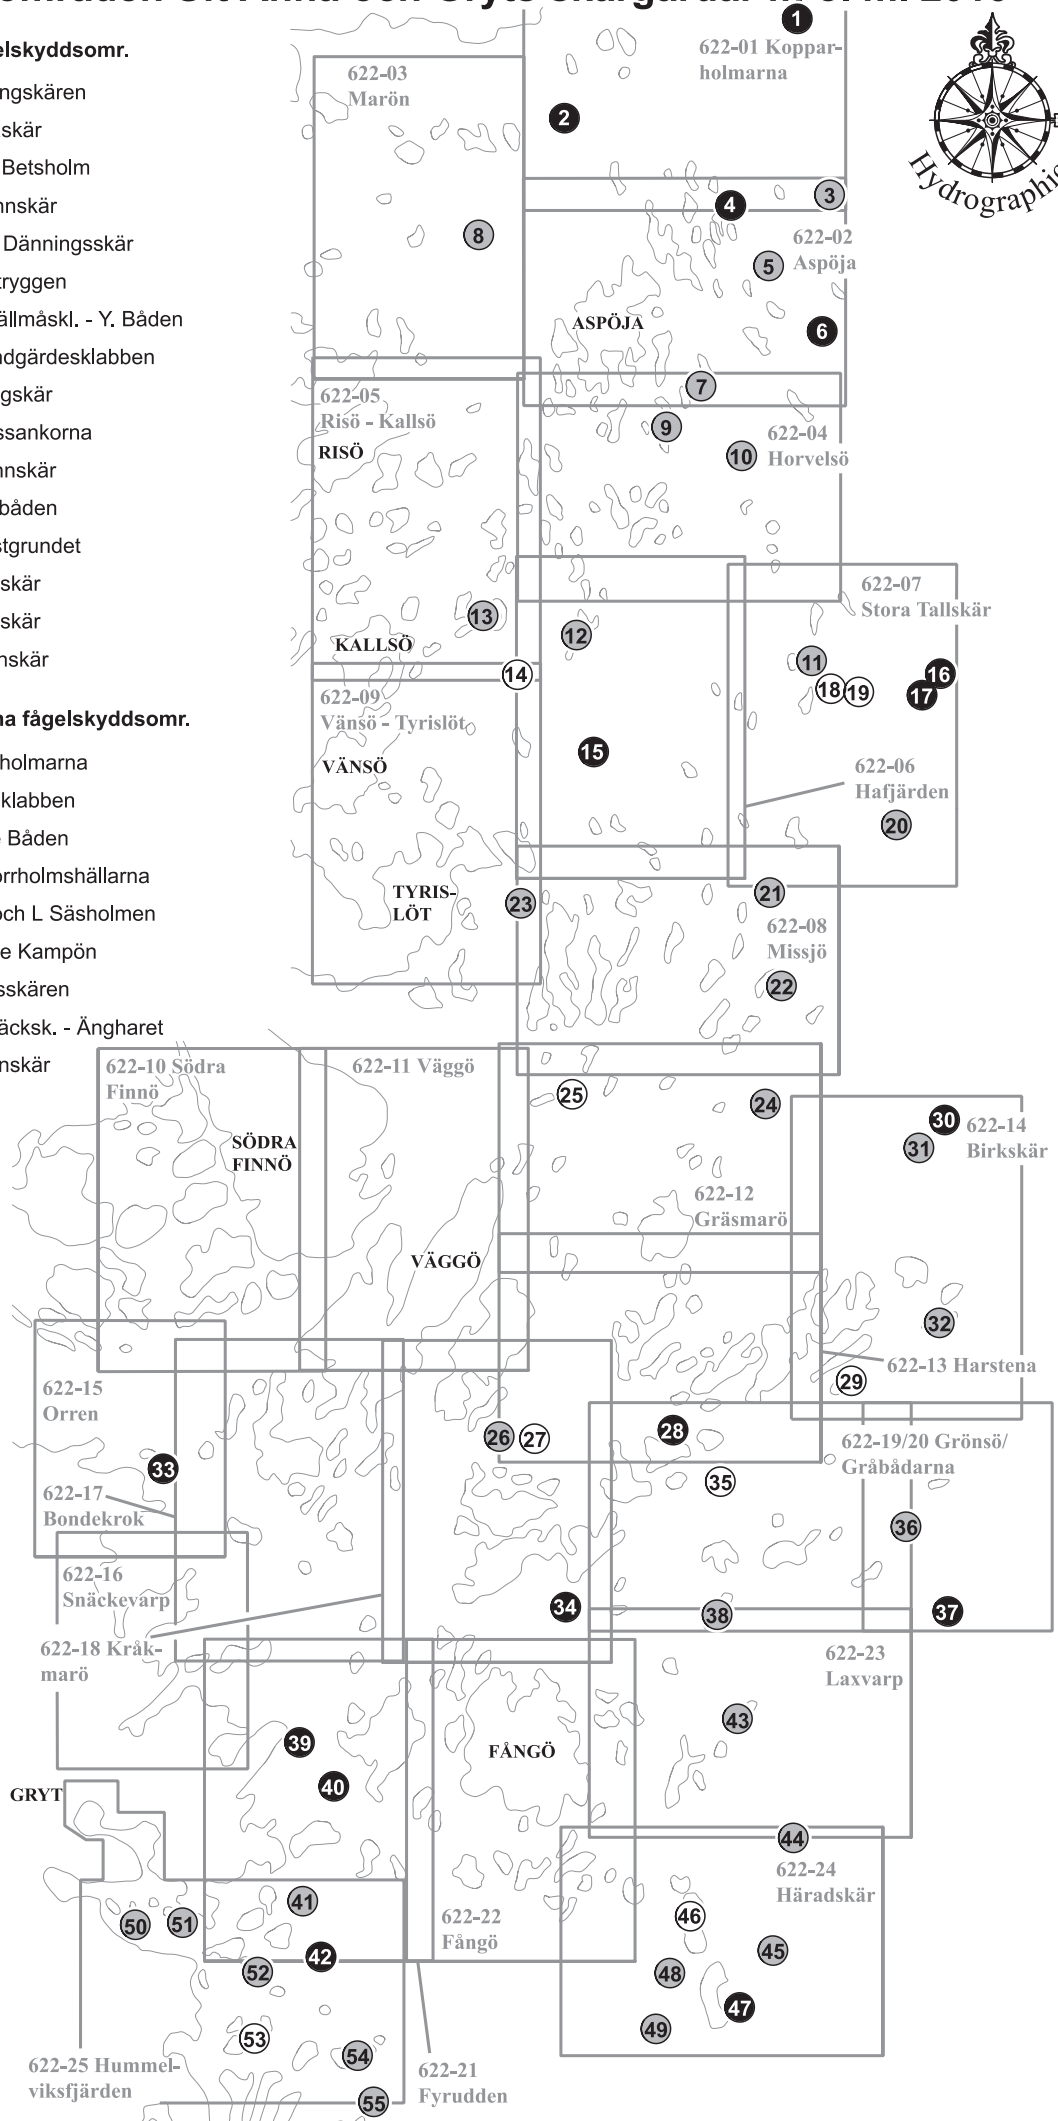 elskyddsomr.
ngskären
skär
Betsholm
nnskär
Dänningsskär
tryggen
ällmåskl. - Y. Båden
ndgärdesklabben
gskär
ssankorna
nnskär
båden
stgrundet
skär
skär
nskär
na fågelskyddsomr.
holmarna
klabben
e Båden
orrholmshällarna
och L Säsholmen
e Kampön
sskären
äcksk. - Ängharet
nskär
1
622-01 Koppar-
holmarna
622-03
Marön
2
Hydrographi
3
4
622-02
Aspöja
8
5
ASPÖJA
6
622-05
Risö - Kallsö
RISÖ
7
9
622-04
Horvelsö
10
622-07
Stora Tallskär
13
12
KALLSÖ
11
14
16
18
19
17
622-09
Vänsö - Tyrislöt
VÄNSÖ
15
622-06
Hafjärden
20
TYRIS-
LÖT
23
21
622-08
Missjö
22
622-10 Södra
Finnö
622-11 Väggö
25
24
30
622-14
Birkskär
31
SÖDRA
FINNÖ
622-12
Gräsmarö
VÄGGÖ
32
622-13 Harstena
29
622-15
Orren
26
27
28
622-19/20 Grönsö/
Gråbådarna
33
35
622-17
Bondekrok
36
622-16
Snäckevarp
34
38
37
622-18 Kråk-
marö
622-23
Laxvarp
43
39
FÅNGÖ
40
GRYT
44
622-24
Häradskär
41
50
51
622-22
Fångö
46
42
45
52
48
47
53
49
54
622-25 Hummel-
viksfjärden
622-21
Fyrudden
55